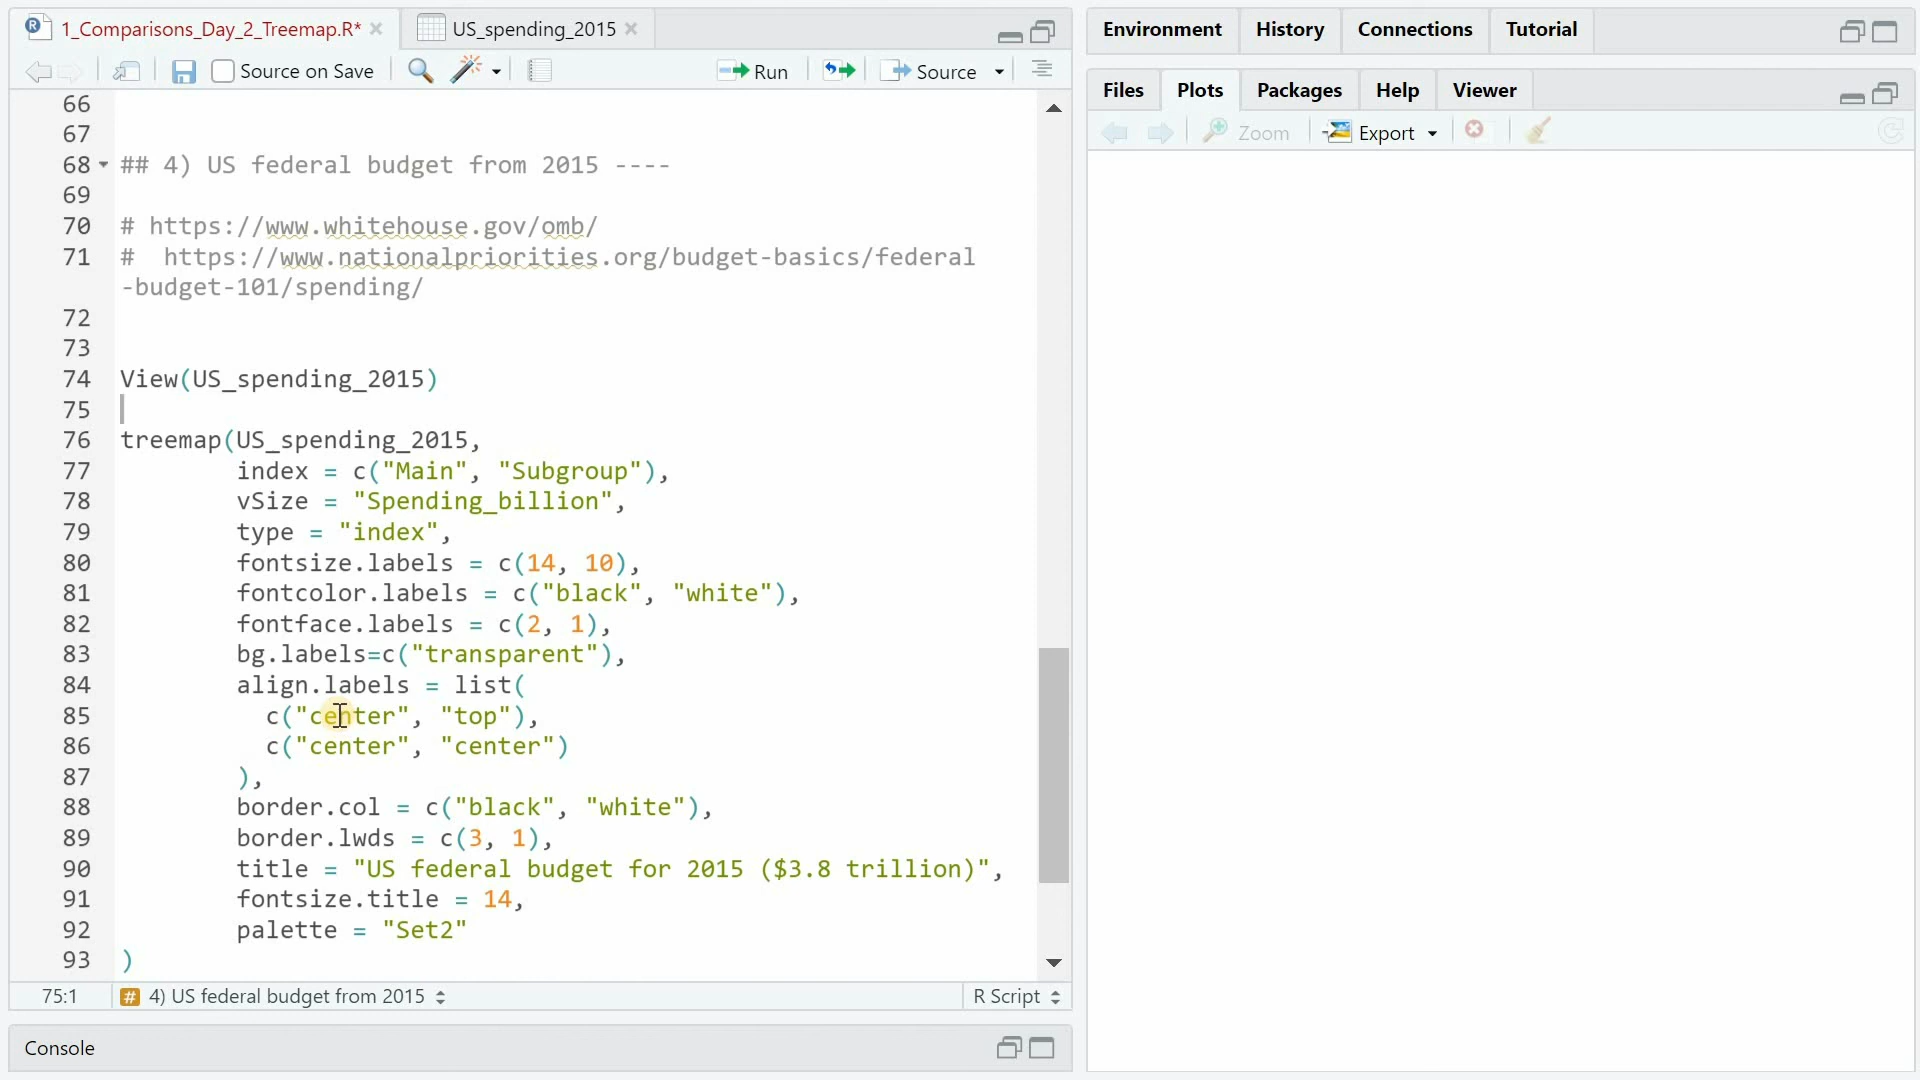 1_Comparisons_Day_2_Treemap.R* US_spending_2015
Source on Save Run Source
66
67
68 ## 4) US federal budget from 2015 ----
69
70 # https://www.whitehouse.gov/omb/
71 #  https://www.nationalpriorities.org/budget-basics/federal
-budget-101/spending/
72
73
74 View(US_spending_2015)
75
76 treemap(US_spending_2015,
77         index = c("Main", "Subgroup"),
78         vSize = "Spending_billion",
79         type = "index",
80         fontsize.labels = c(14, 10),
81         fontcolor.labels = c("black", "white"),
82         fontface.labels = c(2, 1),
83         bg.labels=c("transparent"),
84         align.labels = list(
85           c("center", "top"),
86           c("center", "center")
87         ),
88         border.col = c("black", "white"),
89         border.lwds = c(3, 1),
90         title = "US federal budget for 2015 ($3.8 trillion)",
91         fontsize.title = 14,
92         palette = "Set2"
93 )
75:1 # 4) US federal budget from 2015 R Script
Console
Environment History Connections Tutorial
Files Plots Packages Help Viewer
Zoom Export